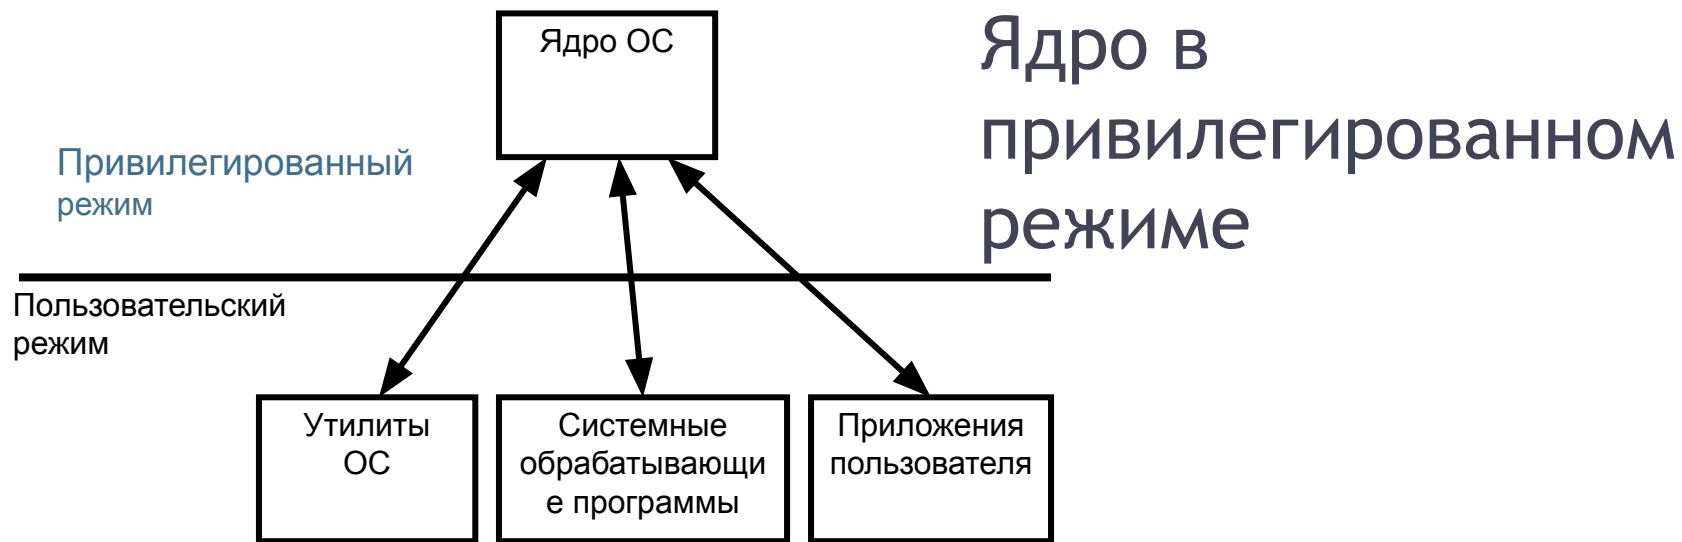 Ядро ОС
Ядро в
привилегированном
режиме
Привилегированный
режим
Пользовательский
режим
Утилиты
ОС
Системные
обрабатывающи
е программы
Приложения
пользователя